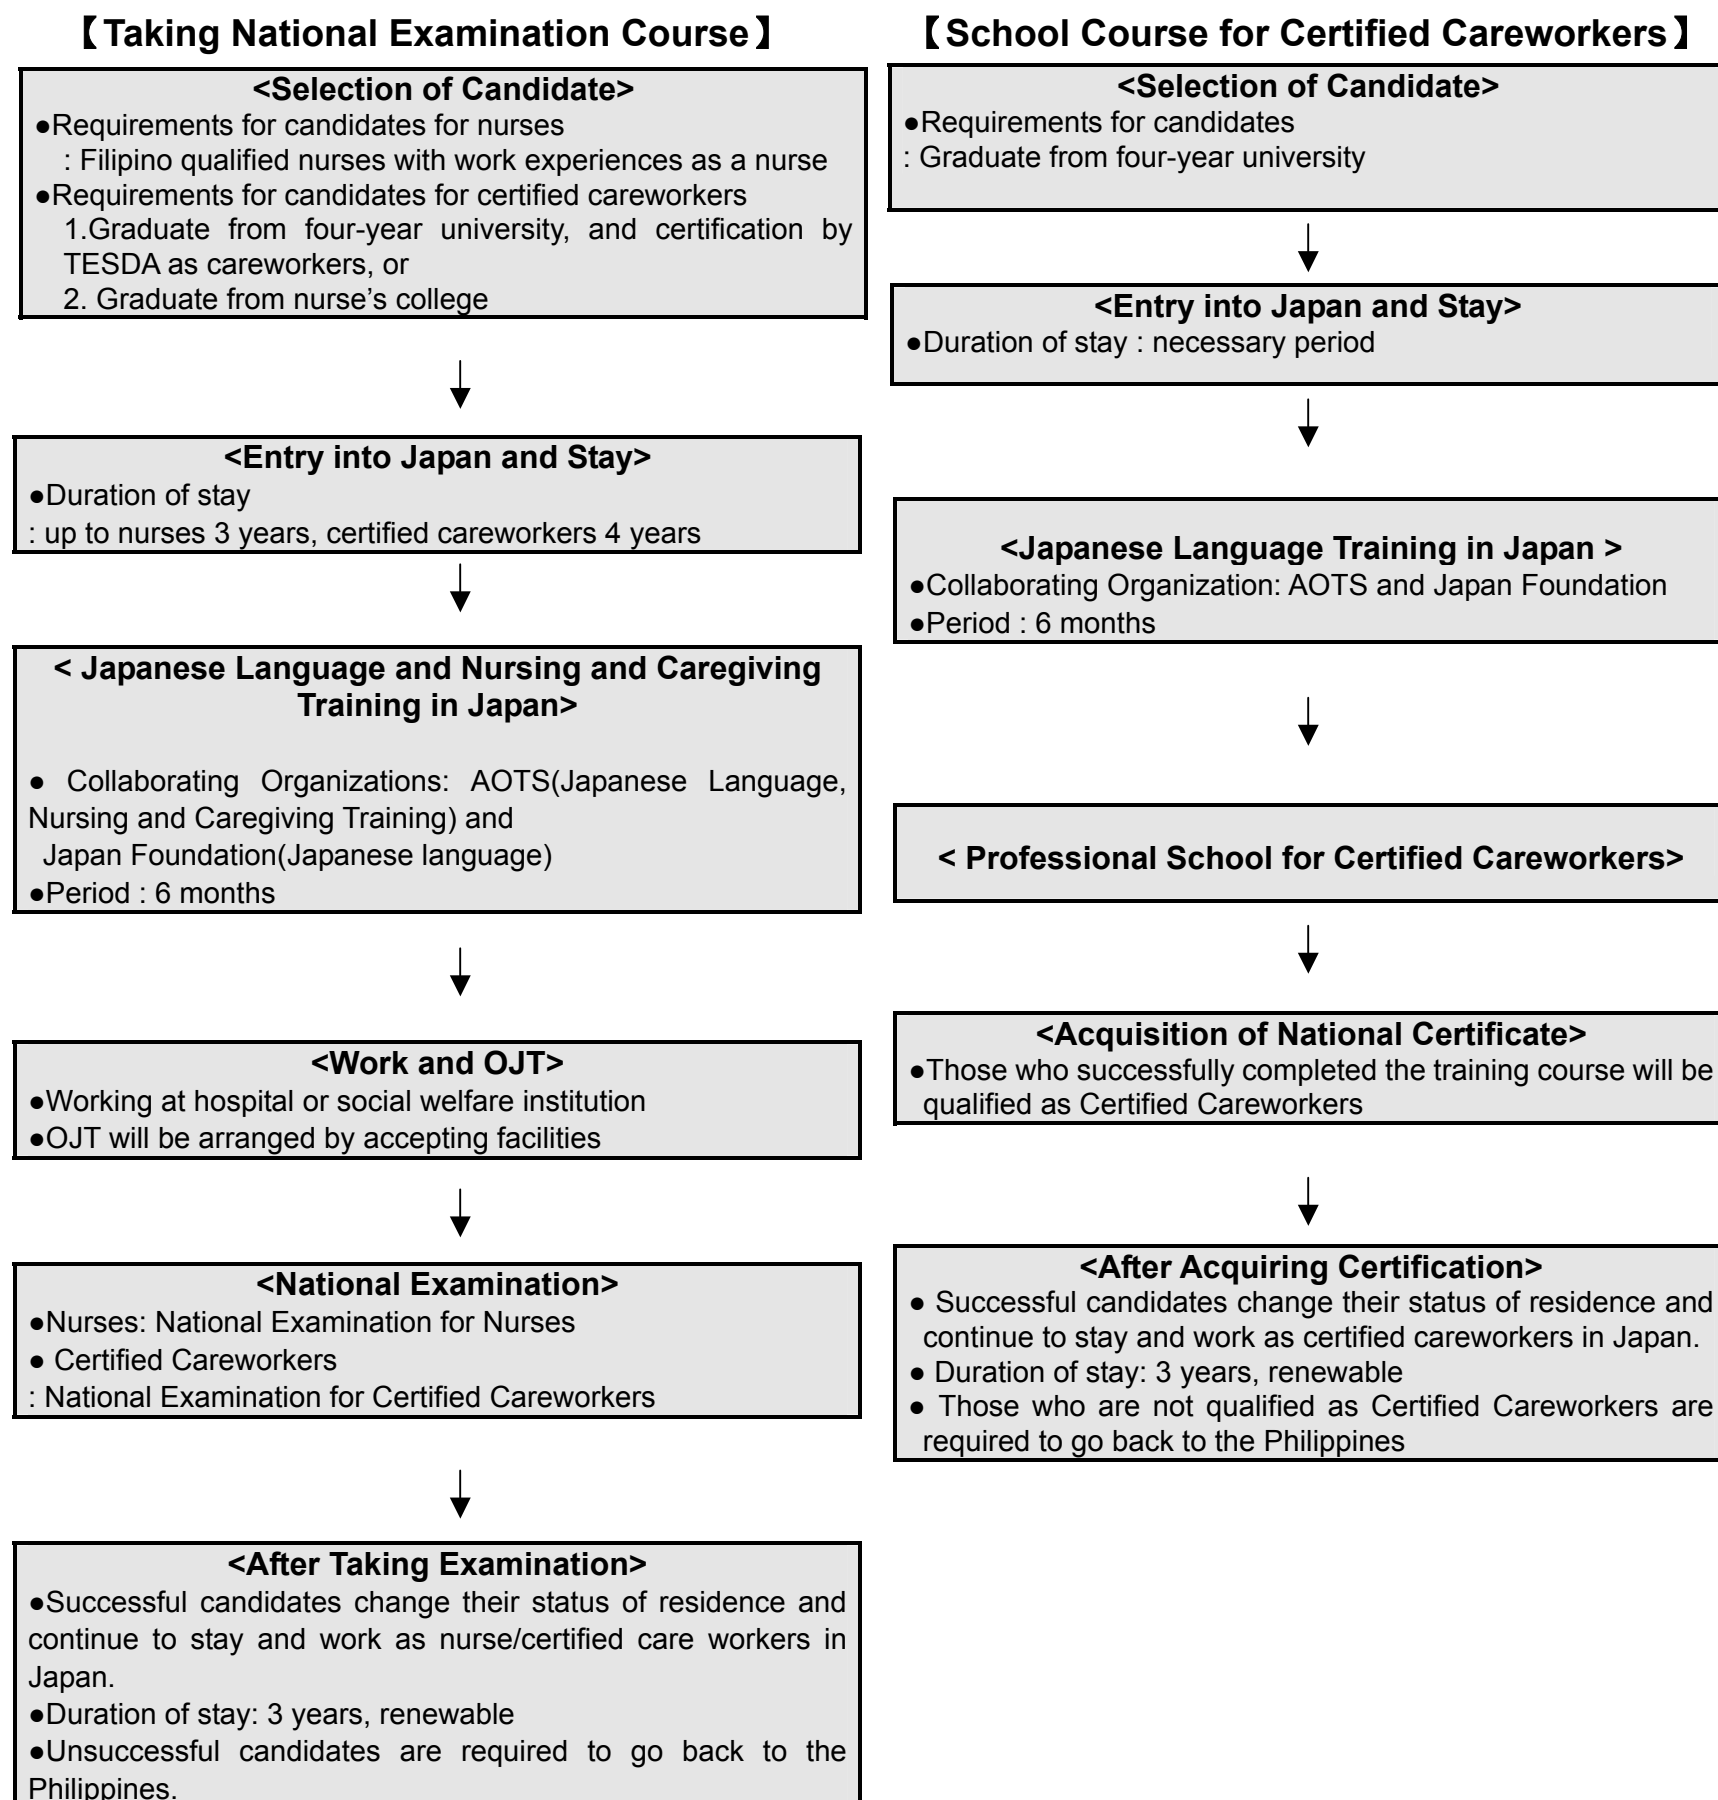 【Taking National Examination Course】
<Selection of Candidate>
●Requirements for candidates for nurses
: Filipino qualified nurses with work experiences as a nurse
●Requirements for candidates for certified careworkers
1.Graduate from four-year university, and certification by
TESDA as careworkers, or
2. Graduate from nurse’s college
<Entry into Japan and Stay>
●Duration of stay
: up to nurses 3 years, certified careworkers 4 years
< Japanese Language and Nursing and Caregiving
Training in Japan>
● Collaborating Organizations: AOTS(Japanese Language,
Nursing and Caregiving Training) and
Japan Foundation(Japanese language)
●Period : 6 months
<Work and OJT>
●Working at hospital or social welfare institution
●OJT will be arranged by accepting facilities
<National Examination>
●Nurses: National Examination for Nurses
● Certified Careworkers
: National Examination for Certified Careworkers
<After Taking Examination>
●Successful candidates change their status of residence and
continue to stay and work as nurse/certified care workers in
Japan.
●Duration of stay: 3 years, renewable
●Unsuccessful candidates are required to go back to the
Philippines.
【School Course for Certified Careworkers】
<Selection of Candidate>
●Requirements for candidates
: Graduate from four-year university
<Entry into Japan and Stay>
●Duration of stay : necessary period
<Japanese Language Training in Japan >
●Collaborating Organization: AOTS and Japan Foundation
●Period : 6 months
< Professional School for Certified Careworkers>
<Acquisition of National Certificate>
●Those who successfully completed the training course will be
qualified as Certified Careworkers
<After Acquiring Certification>
● Successful candidates change their status of residence and
continue to stay and work as certified careworkers in Japan.
● Duration of stay: 3 years, renewable
● Those who are not qualified as Certified Careworkers are
required to go back to the Philippines